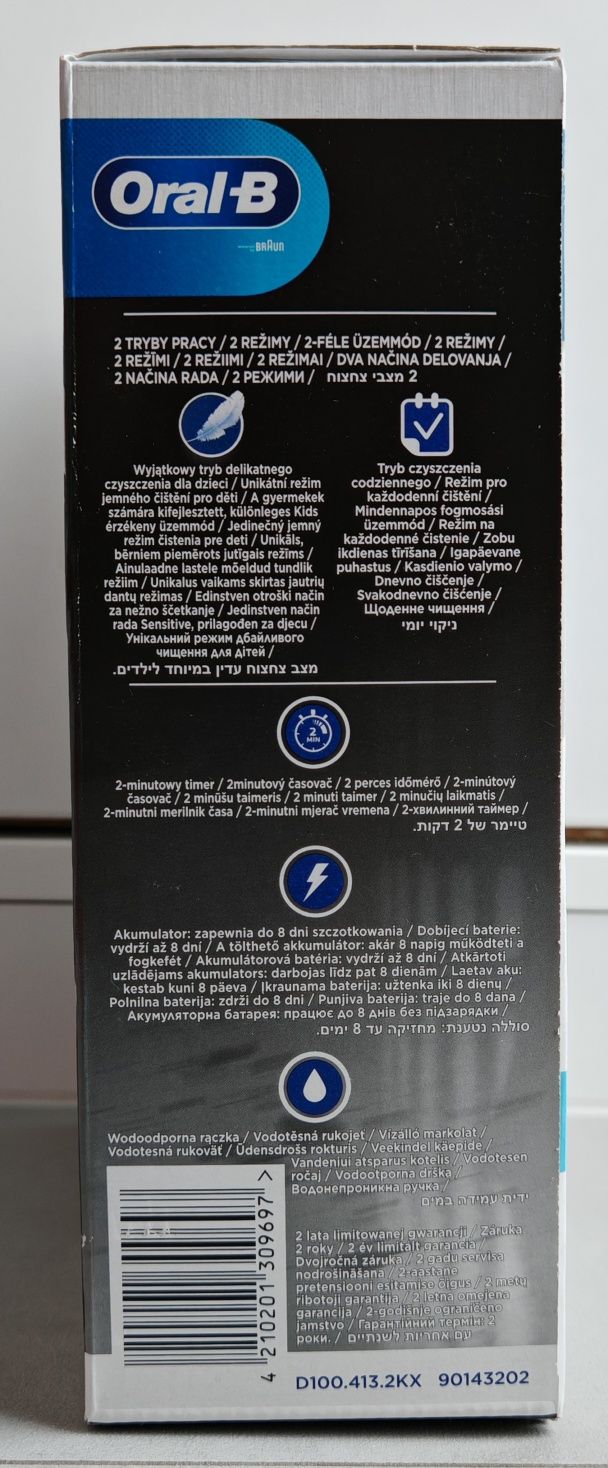 Oral-B
BRAUN
2 TRYBY PRACY / 2 REŽIMY / 2-FÉLE ÜZEMMÓD / 2 REŽIMY /
2 REŽĪMI / 2 REŽIIMI / 2 REŽIMAI / DVA NAČINA DELOVANJA /
2 NAČINA RADA / 2 РЕЖИМИ / 2 מצבי צחצוח
Wyjątkowy tryb delikatnego
czyszczenia dla dzieci / Unikátní režim
jemného čištění pro děti / A gyermekek
számára kifejlesztett, különleges Kids
érzékeny üzemmód / Jedinečný jemný
režim čistenia pre deti / Unikāls,
bērniem piemērots jutīgais režīms /
Ainulaadne lastele mõeldud tundlik
režiim / Unikalus vaikams skirtas jautrių
dantų režimas / Edinstven otroški način
za nežno ščetkanje / Jedinstven način
rada Sensitive, prilagođen za djecu /
Унікальний режим дбайливого
чищення для дітей /
מצב צחצוח עדין במיוחד לילדים.
Tryb czyszczenia
codziennego / Režim pro
každodenní čištění /
Mindennapos fogmosási
üzemmód / Režim na
každodenné čistenie / Zobu
ikdienas tīrīšana / Igapäevane
puhastus / Kasdienio valymo /
Dnevno čiščenje /
Svakodnevno čišćenje /
Щоденне чищення /
ניקוי יומי
2
MIN
2-minutowy timer / 2minutový časovač / 2 perces időmérő / 2-minútový
časovač / 2 minūšu taimeris / 2 minuti taimer / 2 minučių laikmatis /
2-minutni merilnik časa / 2-minutni mjerač vremena / 2-хвилинний таймер /
טיימר של 2 דקות.
Akumulator: zapewnia do 8 dni szczotkowania / Dobíjecí baterie:
vydrží až 8 dní / A tölthető akkumulátor: akár 8 napig működteti a
fogkefét / Akumulátorová batéria: vydrží až 8 dní / Atkārtoti
uzlādējams akumulators: darbojas līdz pat 8 dienām / Laetav aku:
kestab kuni 8 päeva / Įkraunama baterija: užtenka iki 8 dienų /
Polnilna baterija: zdrži do 8 dni / Punjiva baterija: traje do 8 dana /
Акумуляторна батарея: працює до 8 днів без підзарядки /
סוללה נטענת: מחזיקה עד 8 ימים.
Wodoodporna rączka / Vodotěsná rukojeť / Vízálló markolat /
Vodotesná rukoväť / Ūdensdrošs rokturis / Veekindel käepide /
Vandeniui atsparus kotelis / Vodotesen
ročaj / Vodootporna drška /
Водонепроникна ручка /
ידית עמידה במים
2 lata limitowanej gwarancji / Záruka
2 roky / 2 év limitált garancia /
Dvojročná záruka / 2 gadu servisa
nodrošināšana / 2-aastane
pretensiooni esitamise õigus / 2 metų
ribotoji garantija / 2 letna omejena
garancija / 2-godišnje ograničeno
jamstvo / Гарантійний термін: 2
роки. / עם אחריות לשנתיים
4 210201 309697 >
D100.413.2KX 90143202